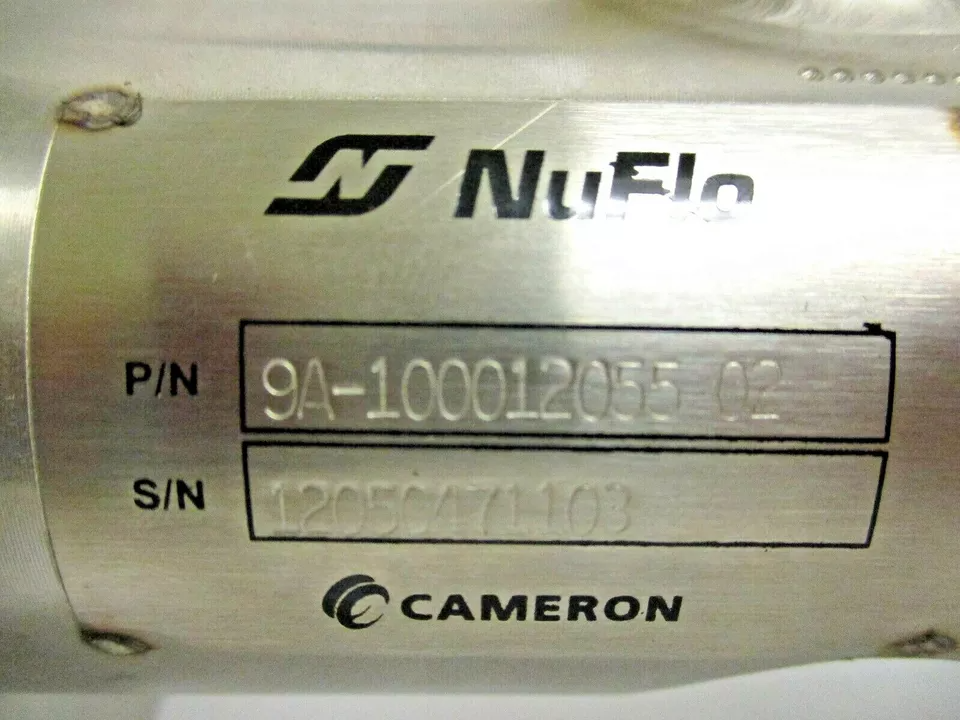 NuFlo
P/N 9A-100012055 02
S/N 12050471103
CAMERON